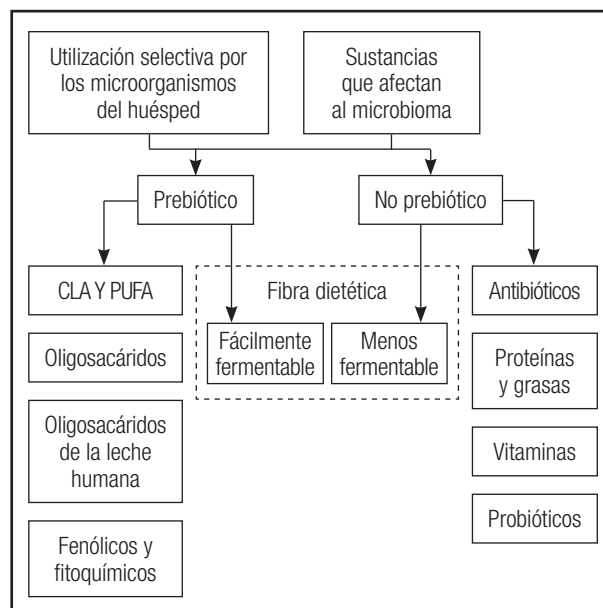 Utilización selectiva por
los microorganismos
del huésped
Sustancias
que afectan
al microbioma
Prebiótico
No prebiótico
CLA Y PUFA
Oligosacáridos
Oligosacáridos
de la leche
humana
Fenólicos y
fitoquímicos
Fibra dietética
Fácilmente
fermentable
Menos
fermentable
Antibióticos
Proteínas
y grasas
Vitaminas
Probióticos